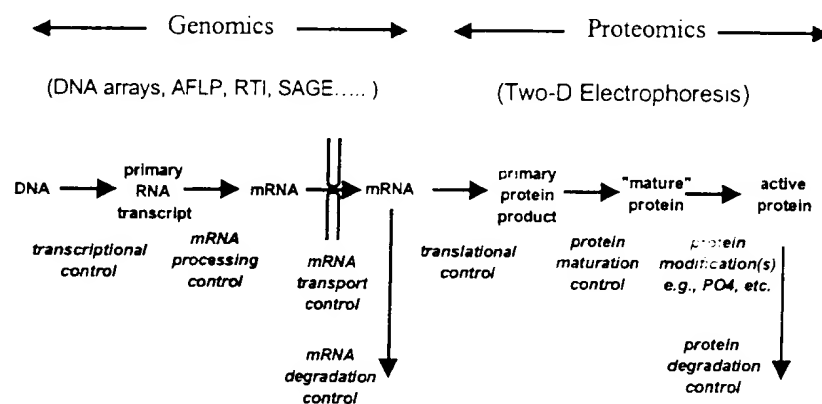 Genomics
Proteomics
(DNA arrays, AFLP, RTI, SAGE..... )
(Two-D Electrophoresis)
DNA
primary
RNA
transcript
mRNA
mRNA
primary
protein
product
"mature"
protein
active
protein
transcriptional
control
mRNA
processing
control
mRNA
transport
control
translational
control
protein
maturation
control
protein
modification(s)
e.g., PO4, etc.
mRNA
degradation
control
protein
degradation
control